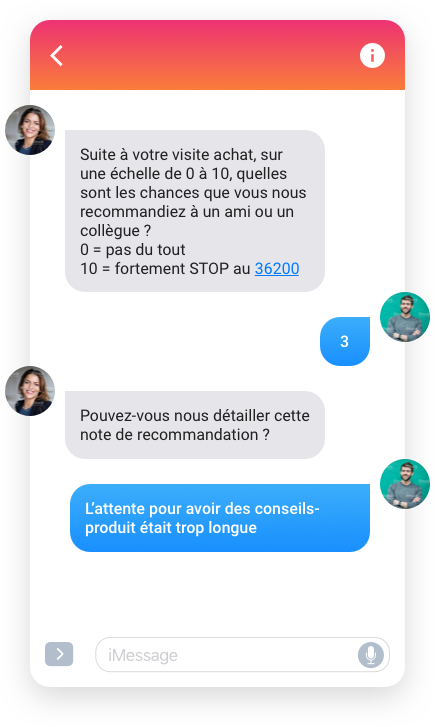 Suite à votre visite achat, sur
une échelle de 0 à 10, quelles
sont les chances que vous nous
recommandiez à un ami ou un
collègue ?
0 = pas du tout
10 = fortement STOP au 36200
3
Pouvez-vous nous détailler cette
note de recommandation ?
L'attente pour avoir des conseils-
produit était trop longue
iMessage